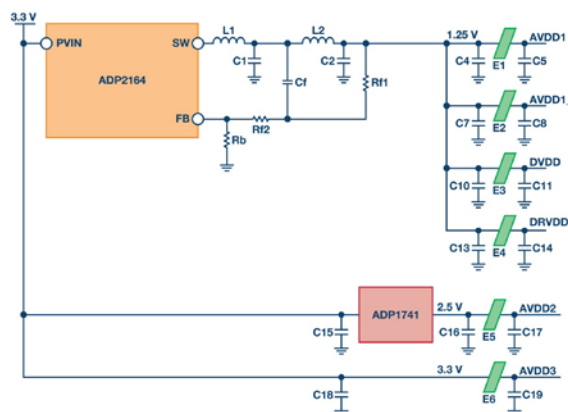 3.3 V
PVIN
ADP2164
SW
FB
L1
L2
C1
Cf
C2
Rf1
Rf2
Rb
1.25 V
AVDD1
C4
E1
C5
AVDD1_
C7
E2
C8
DVDD
C10
E3
C11
DRVDD
C13
E4
C14
ADP1741
2.5 V
AVDD2
C15
C16
E5
C17
3.3 V
AVDD3
C18
E6
C19